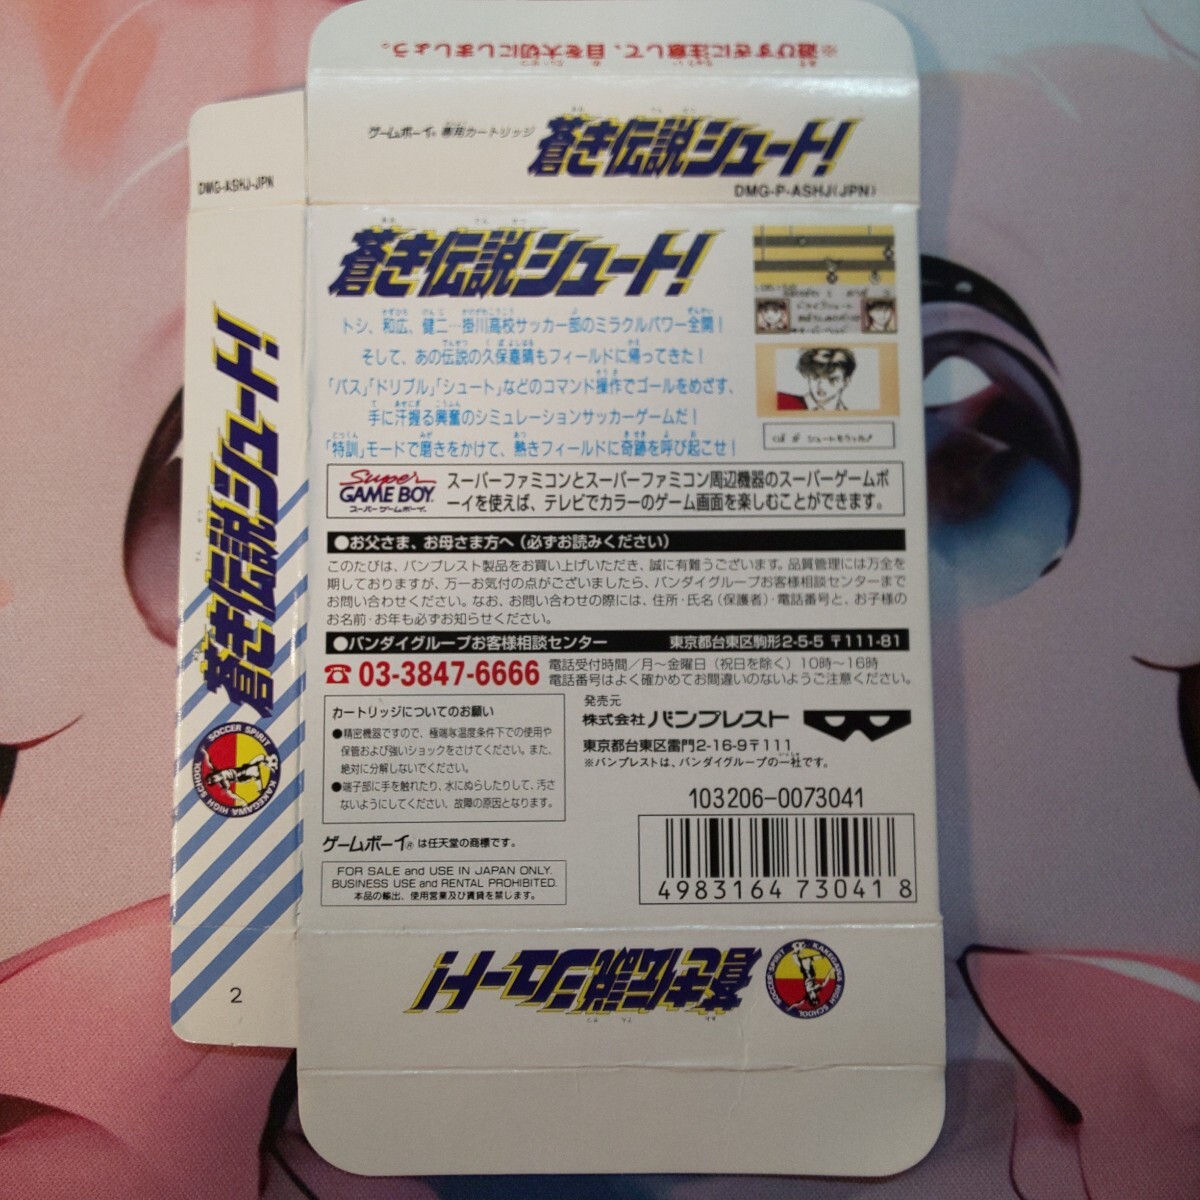 ※遊びすぎに注意して、目を大切にしましょう。
ゲームボーイ® 専用カートリッジ
蒼き伝説シュート!
DMG-P-ASHJ(JPN)
DMG-ASHJ-JPN
蒼き伝説シュート!
トシ、和広、健二…掛川高校サッカー部のミラクルパワー全開!
そして、あの伝説の久保嘉晴もフィールドに帰ってきた!
「パス」「ドリブル」「シュート」などのコマンド操作でゴールをめざす、
手に汗握る興奮のシミュレーションサッカーゲームだ!
「特訓」モードで磨きをかけて、熱きフィールドに奇跡を呼び起こせ!
くぼ が シュートをうった!
Super
GAME BOY.
スーパーゲームボーイ.
スーパーファミコンとスーパーファミコン周辺機器のスーパーゲームボ
ーイを使えば、テレビでカラーのゲーム画面を楽しむことができます。
●お父さま、お母さま方へ(必ずお読みください)
このたびは、バンプレスト製品をお買い上げいただき、誠に有難うございます。品質管理には万全を
期しておりますが、万一お気付の点がございましたら、バンダイグループお客様相談センターまで
お問い合わせください。なお、お問い合わせの際には、住所・氏名(保護者)・電話番号と、お子様の
お名前・お年も必ずお知らせください。
●バンダイグループお客様相談センター 東京都台東区駒形2-5-5 〒111-81
☎ 03-3847-6666
電話受付時間/月~金曜日(祝日を除く)10時~16時
電話番号はよく確かめてお間違いのないようご注意ください。
カートリッジについてのお願い
●精密機器ですので、極端な温度条件下での使用や
保管および強いショックをさけてください。また、
絶対に分解しないでください。
●端子部に手を触れたり、水にぬらしたりして、汚さ
ないようにしてください。故障の原因となります。
発売元
株式会社 バンプレスト
東京都台東区雷門2-16-9〒111
※バンプレストは、バンダイグループの一社です。
103206-0073041
4983164 730418
ゲームボーイ®は任天堂の商標です。
FOR SALE and USE IN JAPAN ONLY.
BUSINESS USE and RENTAL PROHIBITED.
本品の輸出、使用営業及び賃貸を禁じます。
蒼き伝説シュート!
SOCCER SPIRIT
KAKEGAWA HIGH SCHOOL
2
蒼き伝説シュート!
SOCCER SPIRIT
KAKEGAWA HIGH SCHOOL